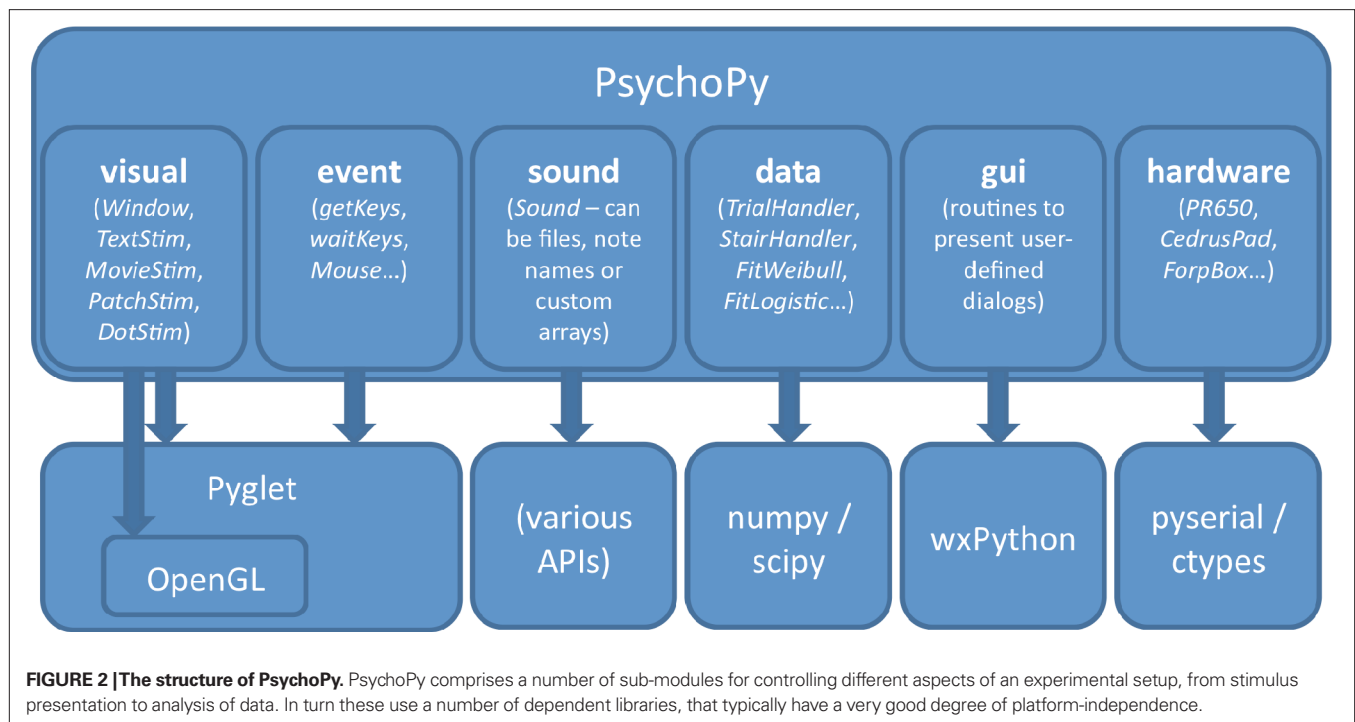 PsychoPy
visual
(Window,
TextStim,
MovieStim,
PatchStim,
DotStim)
event
(getKeys,
waitKeys,
Mouse...)
sound
(Sound – can
be files, note
names or
custom
arrays)
data
(TrialHandler,
StairHandler,
FitWeibull,
FitLogistic...)
gui
(routines to
present user-
defined
dialogs)
hardware
(PR650,
CedrusPad,
ForpBox...)
Pyglet
OpenGL
(various
APIs)
numpy /
scipy
wxPython
pyserial /
ctypes
FIGURE 2 | The structure of PsychoPy. PsychoPy comprises a number of sub-modules for controlling different aspects of an experimental setup, from stimulus
presentation to analysis of data. In turn these use a number of dependent libraries, that typically have a very good degree of platform-independence.